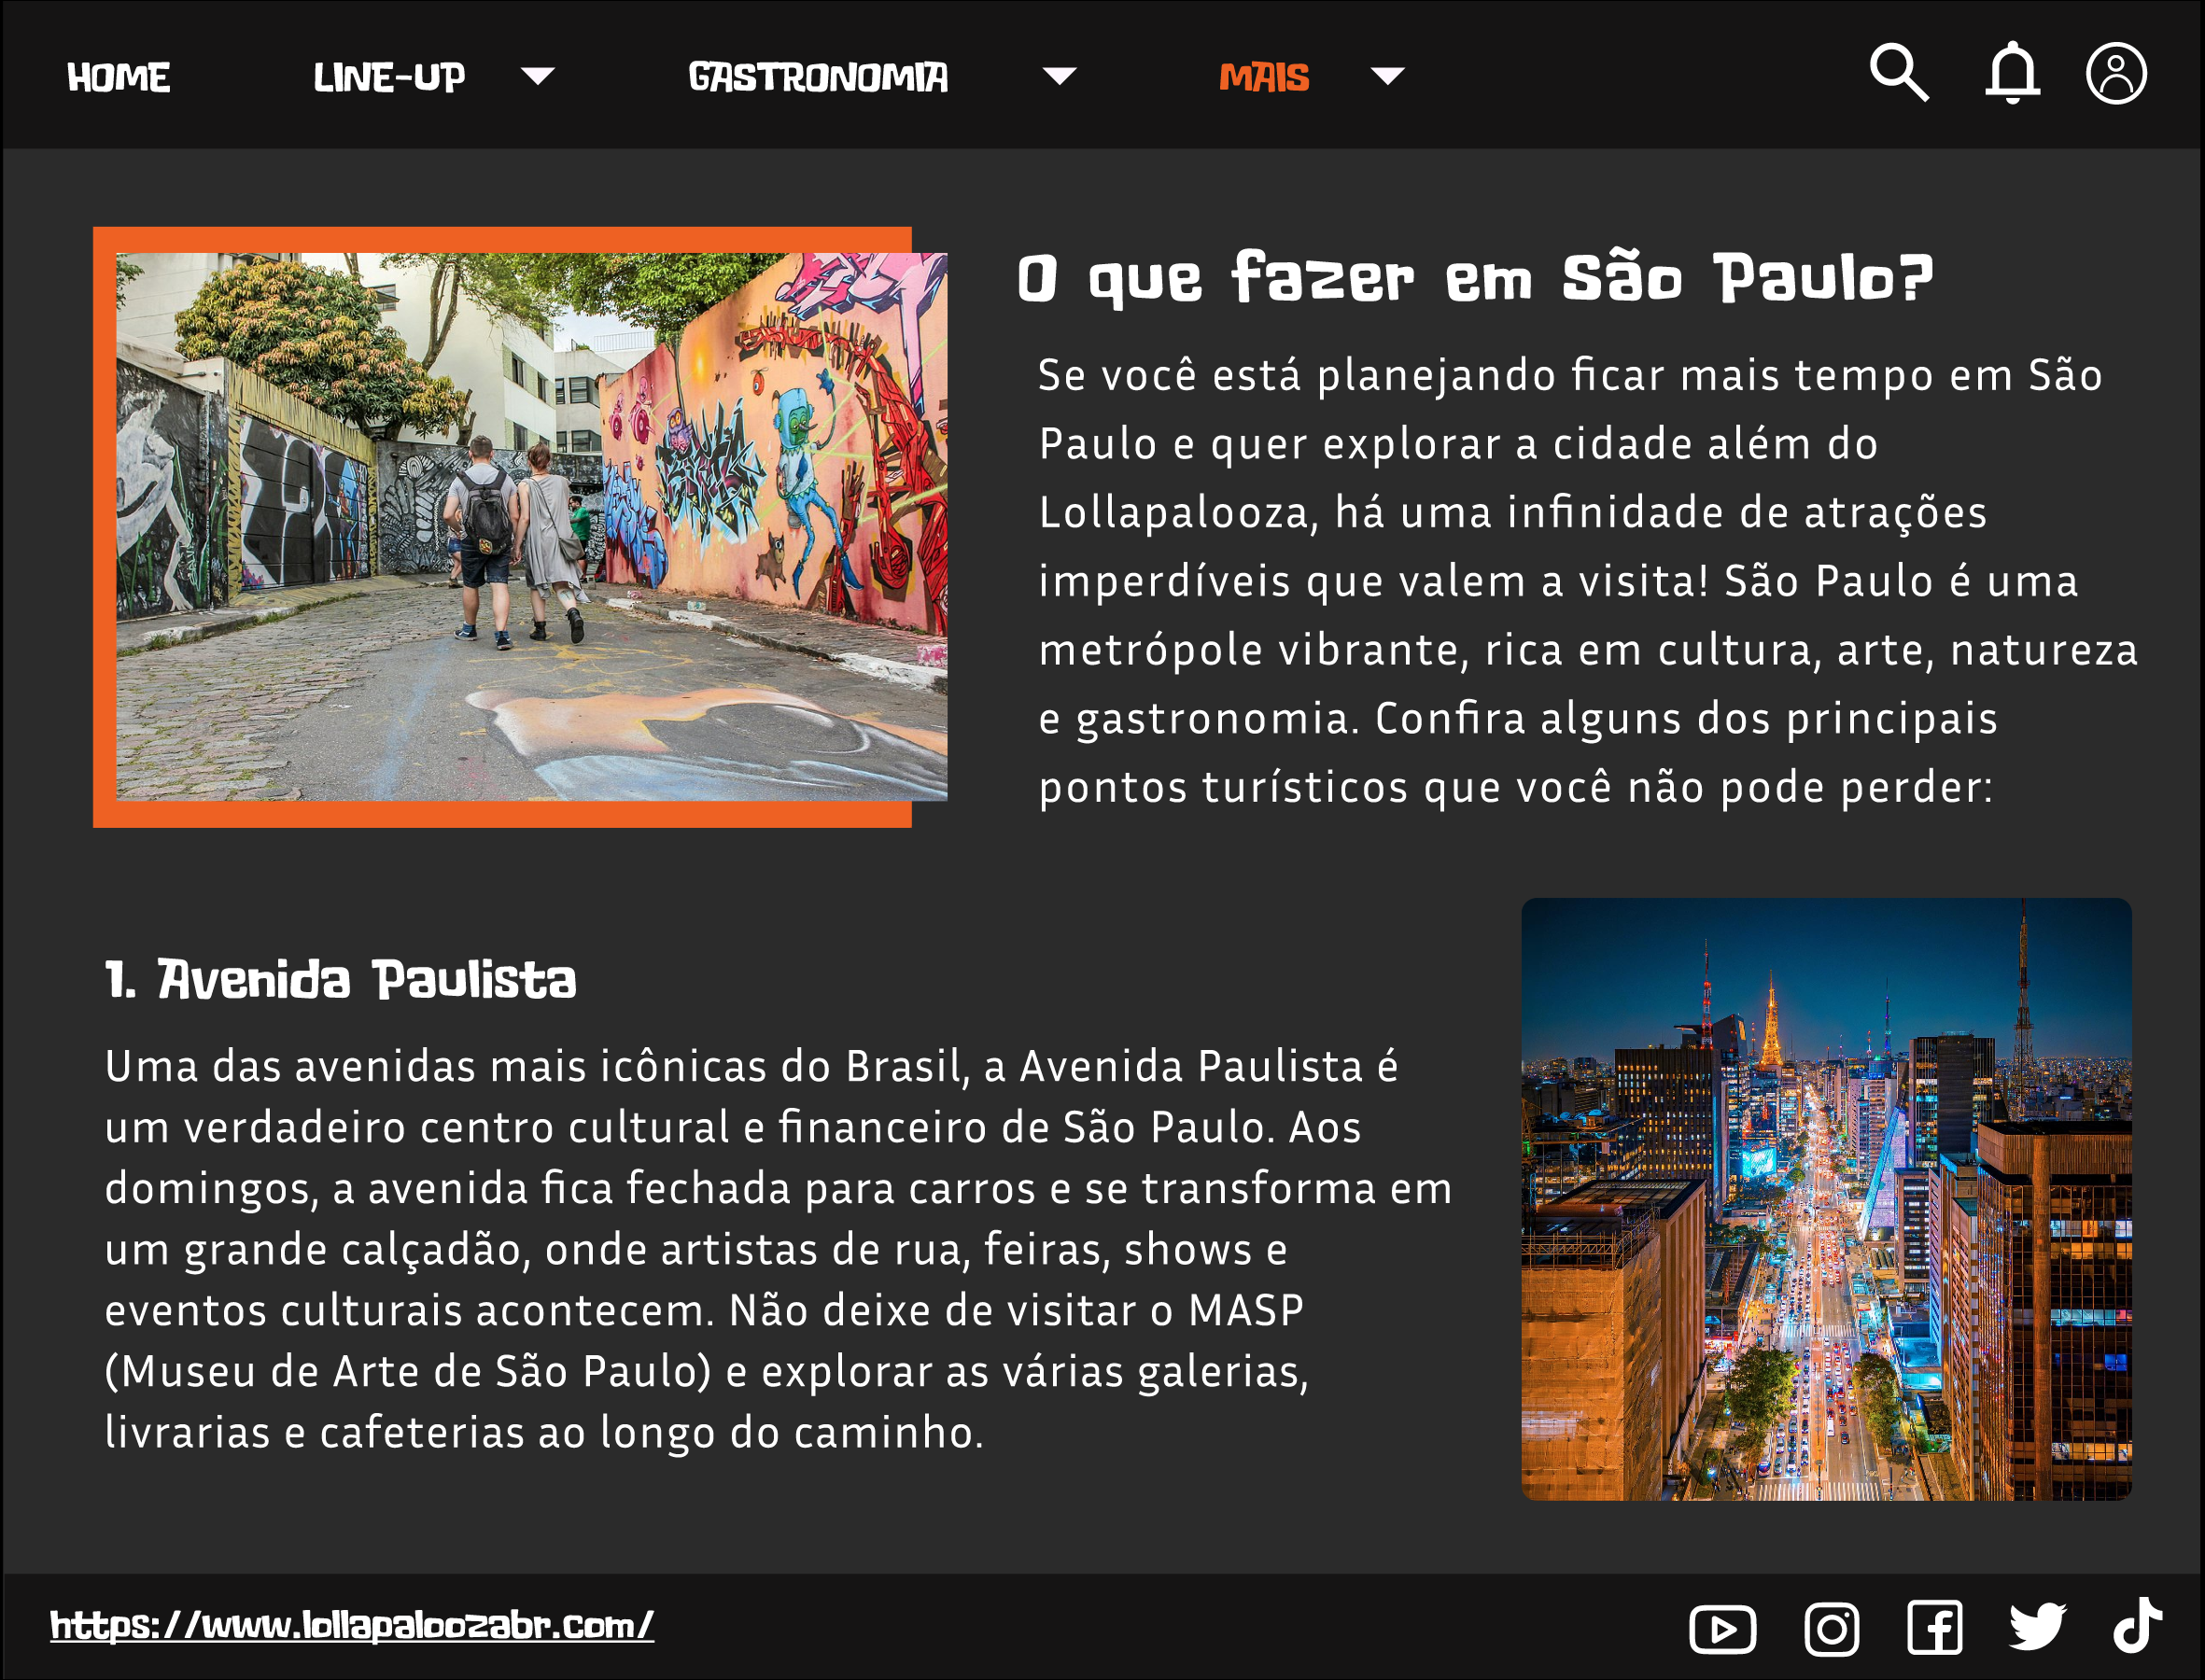 HOME LINE-UP GASTRONOMIA MAIS
O que fazer em São Paulo?
Se você está planejando ficar mais tempo em São
Paulo e quer explorar a cidade além do
Lollapalooza, há uma infinidade de atrações
imperdíveis que valem a visita! São Paulo é uma
metrópole vibrante, rica em cultura, arte, natureza
e gastronomia. Confira alguns dos principais
pontos turísticos que você não pode perder:
1. Avenida Paulista
Uma das avenidas mais icônicas do Brasil, a Avenida Paulista é
um verdadeiro centro cultural e financeiro de São Paulo. Aos
domingos, a avenida fica fechada para carros e se transforma em
um grande calçadão, onde artistas de rua, feiras, shows e
eventos culturais acontecem. Não deixe de visitar o MASP
(Museu de Arte de São Paulo) e explorar as várias galerias,
livrarias e cafeterias ao longo do caminho.
https://www.lollapaloozabr.com/